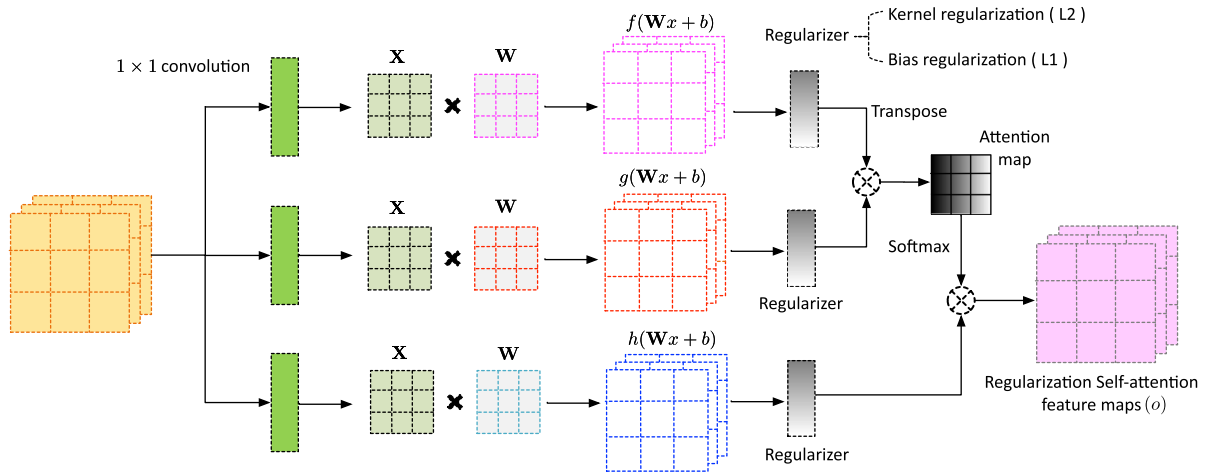 f(Wx + b)
Regularizer
Kernel regularization ( L2 )
Bias regularization ( L1 )
1 × 1 convolution
X
W
Transpose
Attention
map
g(Wx + b)
X
W
Softmax
Regularizer
h(Wx + b)
X
W
Regularizer
Regularization Self-attention
feature maps (o)